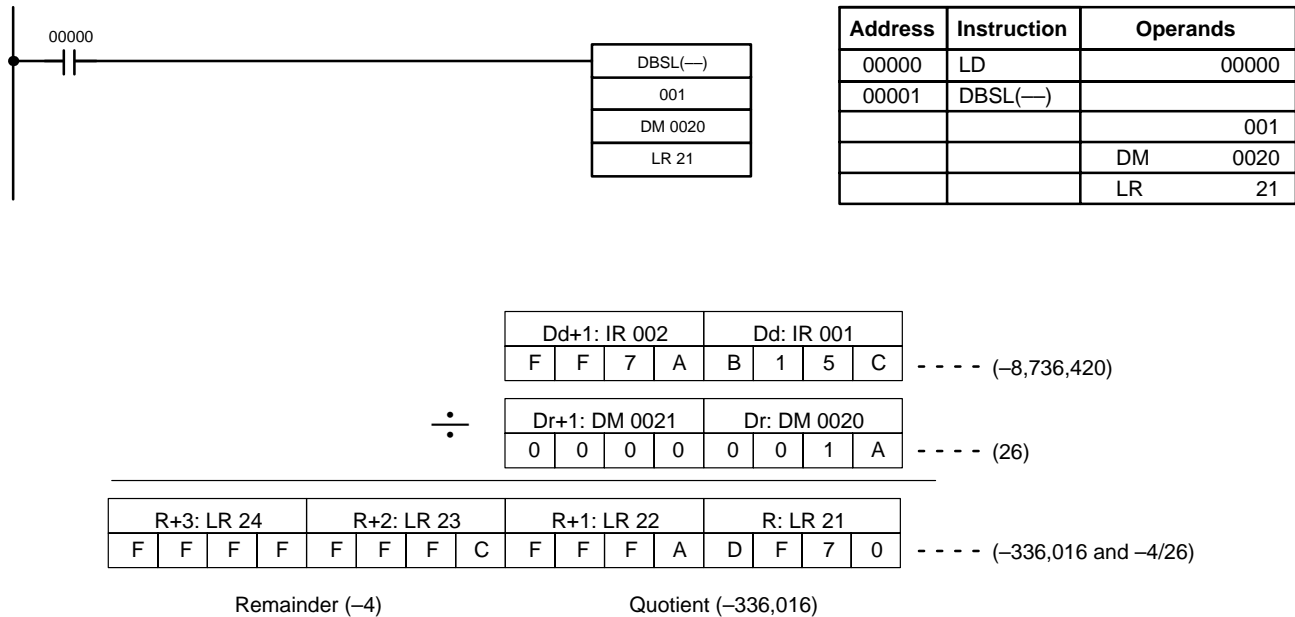 00000
DBSL(––)
001
DM 0020
LR 21
Address Instruction Operands
00000 LD 00000
00001 DBSL(––)
001
DM 0020
LR 21
Dd+1: IR 002 Dd: IR 001
F F 7 A B 1 5 C - - - - (–8,736,420)
÷
Dr+1: DM 0021 Dr: DM 0020
0 0 0 0 0 0 1 A - - - - (26)
R+3: LR 24 R+2: LR 23 R+1: LR 22 R: LR 21
F F F F F F F C F F F A D F 7 0 - - - - (–336,016 and –4/26)
Remainder (–4) Quotient (–336,016)